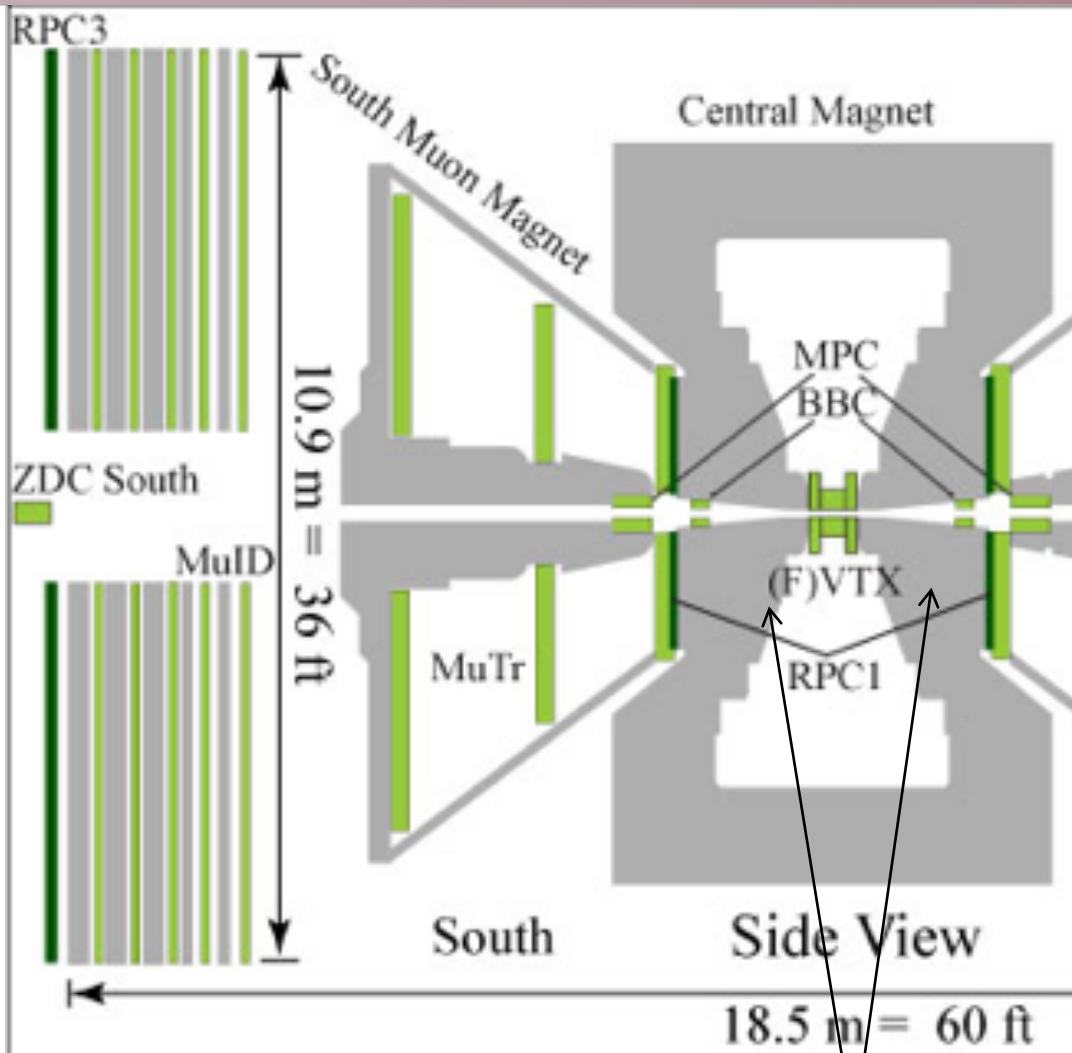 RPC3
South Muon Magnet
Central Magnet
MPC
BBC
10.9 m = 36 ft
ZDC South
MuID
(F)VTX
MuTr
RPC1
South
Side View
18.5 m = 60 ft